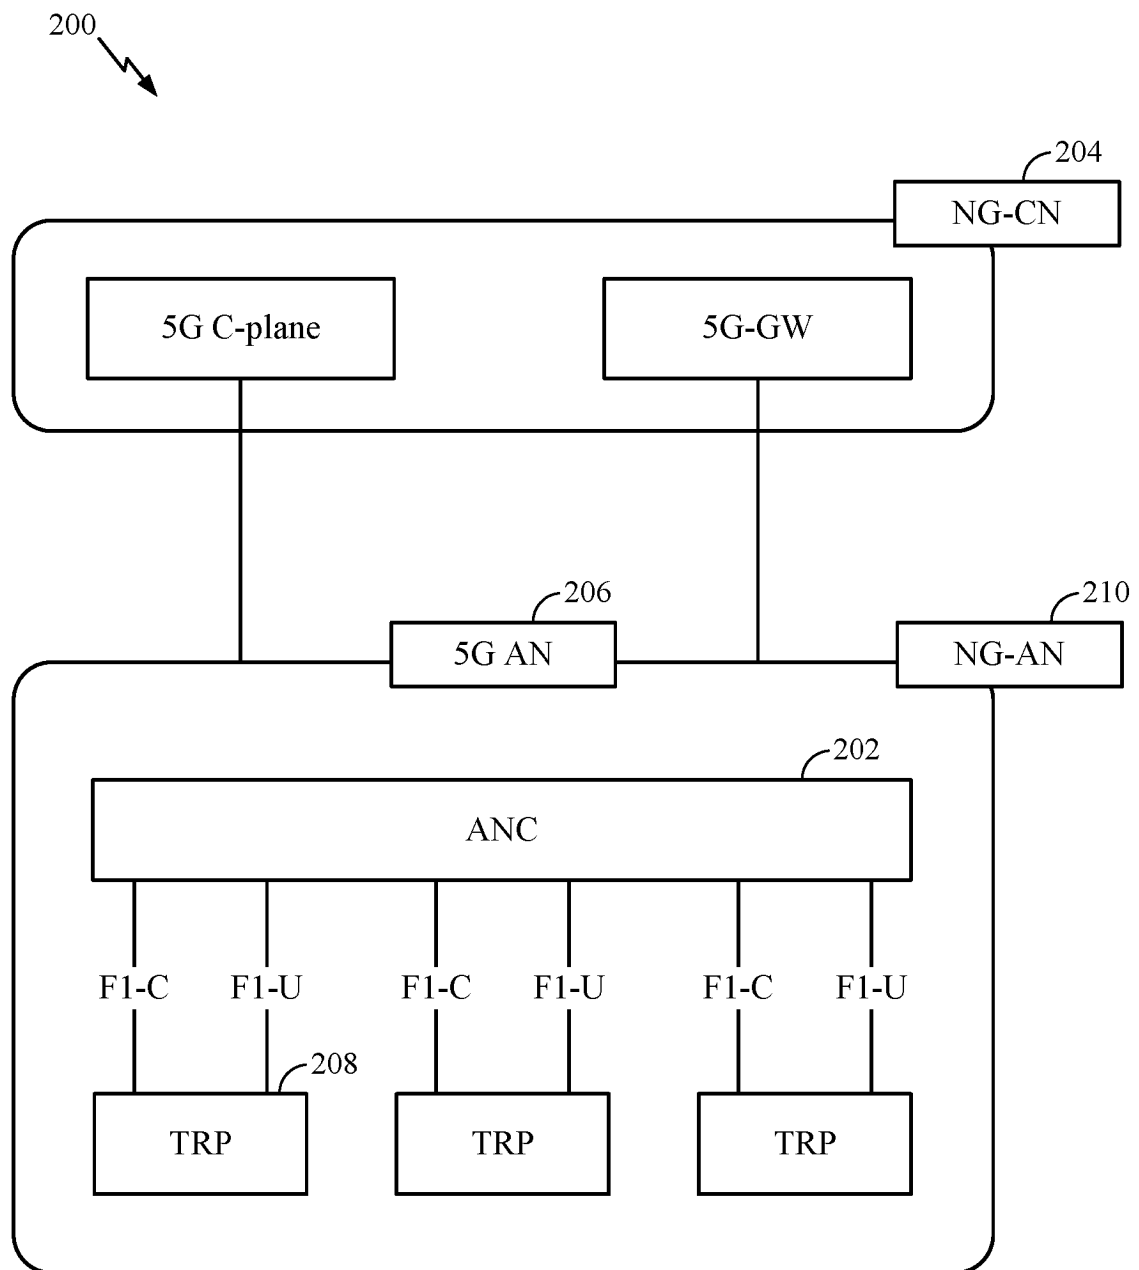 200
204
NG-CN
5G C-plane
5G-GW
206
210
5G AN
NG-AN
202
ANC
F1-C F1-U F1-C F1-U F1-C F1-U
208
TRP TRP TRP